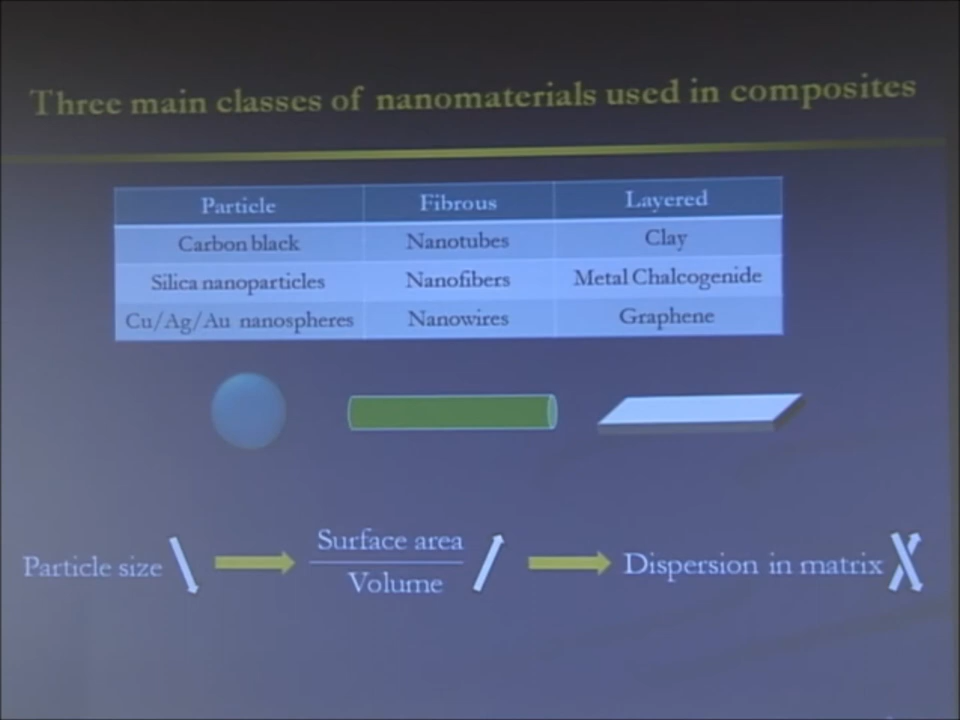 Three main classes of nanomaterials used in composites
Particle Fibrous Layered
Carbon black Nanotubes Clay
Silica nanoparticles Nanofibers Metal Chalcogenide
Cu/Ag/Au nanospheres Nanowires Graphene
Particle size Surface area Dispersion in matrix
Volume